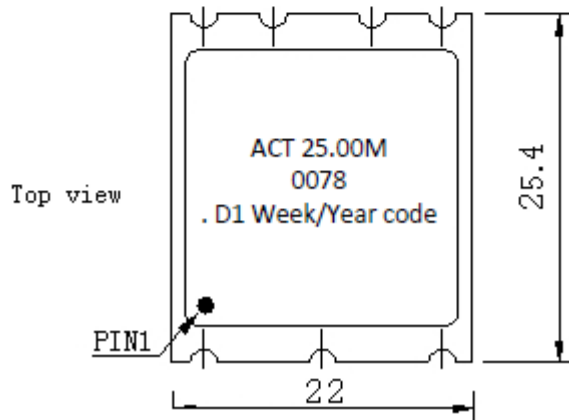 ACT 25.00M
0078
. D1 Week/Year code
Top view
25.4
PIN1
22